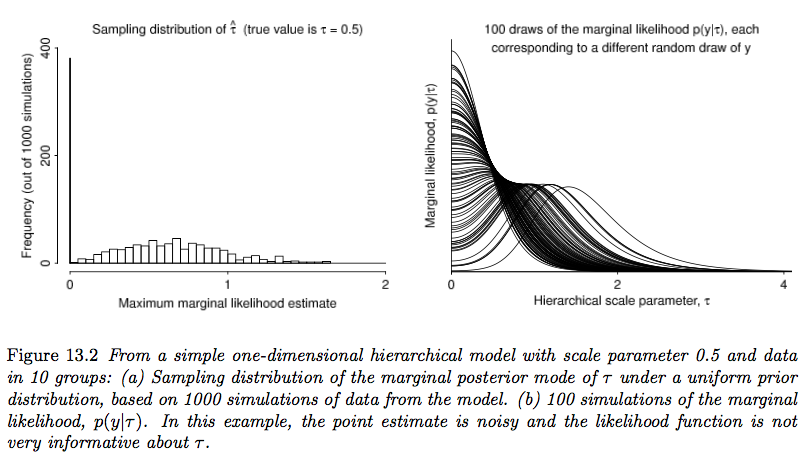 Sampling distribution of τ̂ (true value is τ = 0.5)
Frequency (out of 1000 simulations)
400
200
0
0
1
2
Maximum marginal likelihood estimate
100 draws of the marginal likelihood p(y|τ), each
corresponding to a different random draw of y
Marginal likelihood, p(y|τ)
0
2
4
Hierarchical scale parameter, τ
Figure 13.2 From a simple one-dimensional hierarchical model with scale parameter 0.5 and data
in 10 groups: (a) Sampling distribution of the marginal posterior mode of τ under a uniform prior
distribution, based on 1000 simulations of data from the model. (b) 100 simulations of the marginal
likelihood, p(y|τ). In this example, the point estimate is noisy and the likelihood function is not
very informative about τ.